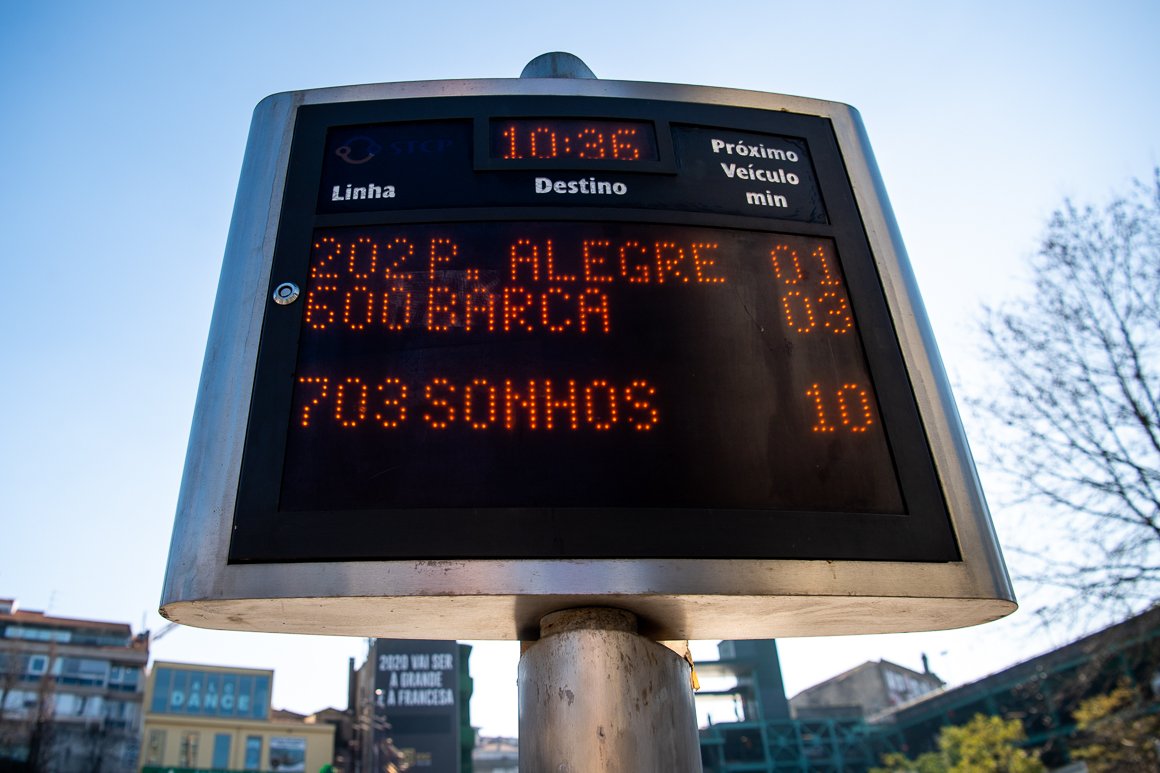 STCP
10:36
Linha
Destino
Próximo
Veículo
min
202 P. ALEGRE 01
600 BARCA 03
703 SONHOS 10
2020 VAI SER
A GRANDE
E À FRANCESA
ALL
DANCE